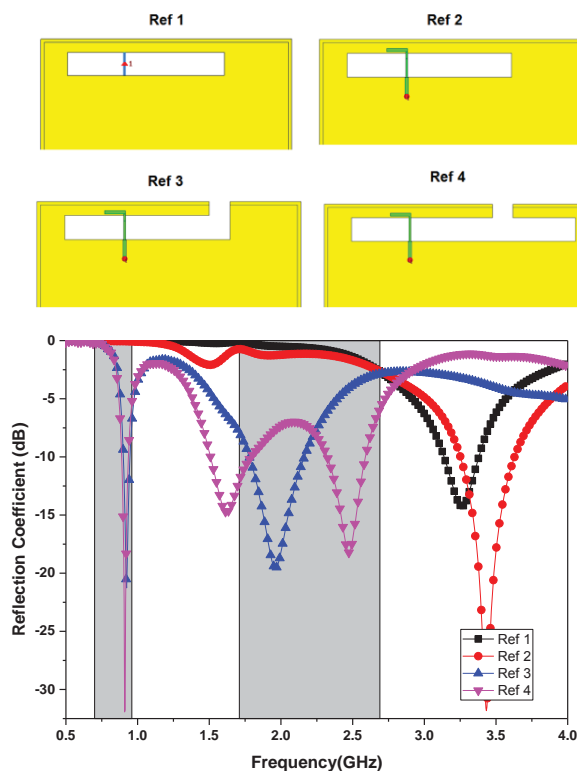 Ref 1
Ref 2
1
Ref 3
Ref 4
Reflection Coefficient (dB)
0
-5
-10
-15
-20
-25
-30
Ref 1
Ref 2
Ref 3
Ref 4
0.5 1.0 1.5 2.0 2.5 3.0 3.5 4.0
Frequency(GHz)